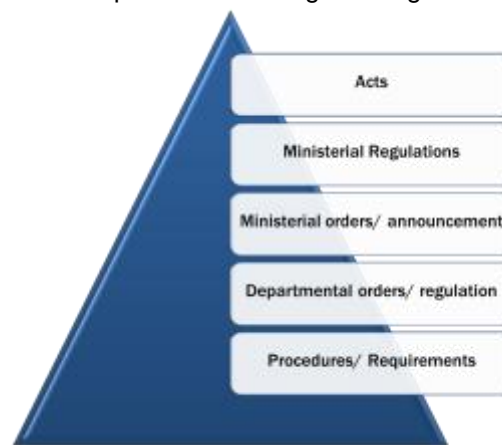 Acts
Ministerial Regulations
Ministerial orders/ announcement
Departmental orders/ regulation
Procedures/ Requirements